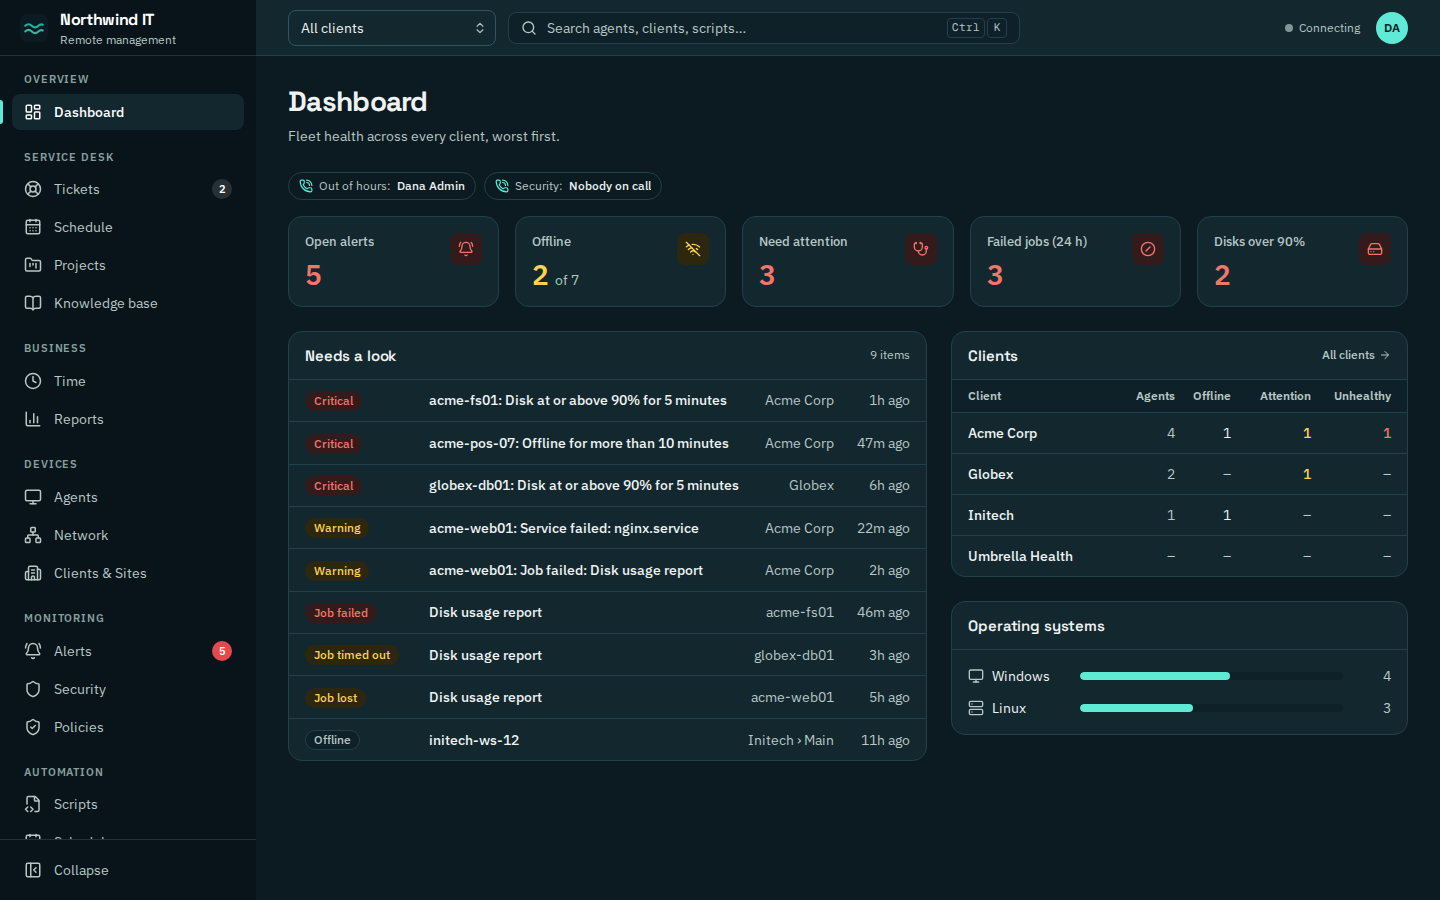 Northwind IT
Remote management
All clients
Search agents, clients, scripts...
Ctrl K
Connecting
DA
OVERVIEW
Dashboard
SERVICE DESK
Tickets 2
Schedule
Projects
Knowledge base
BUSINESS
Time
Reports
DEVICES
Agents
Network
Clients & Sites
MONITORING
Alerts 5
Security
Policies
AUTOMATION
Scripts
Collapse
Dashboard
Fleet health across every client, worst first.
Out of hours: Dana Admin
Security: Nobody on call
Open alerts
5
Offline
2 of 7
Need attention
3
Failed jobs (24 h)
3
Disks over 90%
2
Needs a look 9 items
Critical acme-fs01: Disk at or above 90% for 5 minutes Acme Corp 1h ago
Critical acme-pos-07: Offline for more than 10 minutes Acme Corp 47m ago
Critical globex-db01: Disk at or above 90% for 5 minutes Globex 6h ago
Warning acme-web01: Service failed: nginx.service Acme Corp 22m ago
Warning acme-web01: Job failed: Disk usage report Acme Corp 2h ago
Job failed Disk usage report acme-fs01 46m ago
Job timed out Disk usage report globex-db01 3h ago
Job lost Disk usage report acme-web01 5h ago
Offline initech-ws-12 Initech › Main 11h ago
Clients All clients →
Client Agents Offline Attention Unhealthy
Acme Corp 4 1 1 1
Globex 2 – 1 –
Initech 1 1 – –
Umbrella Health – – – –
Operating systems
Windows 4
Linux 3